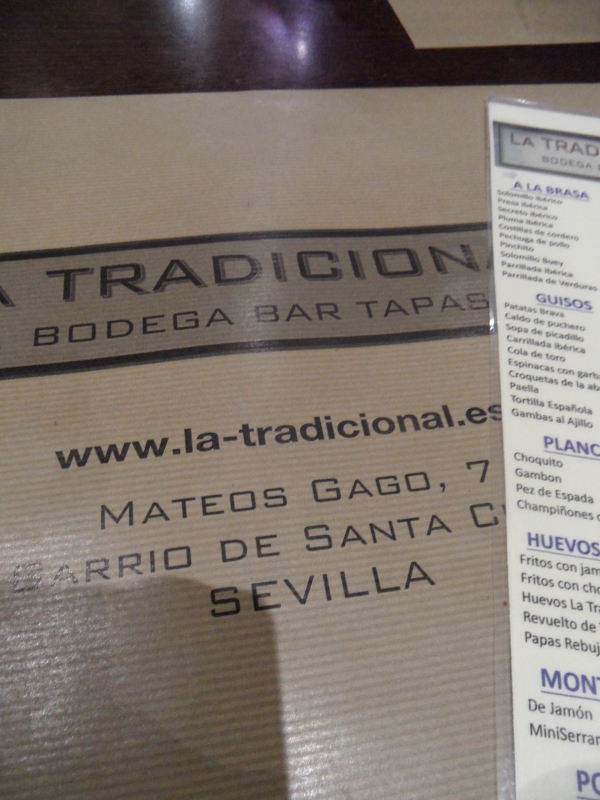 TRADICIONA
BODEGA BAR TAPAS
www.la-tradicional.es
MATEOS GAGO, 7
BARRIO DE SANTA C
SEVILLA
LA TRAD
BODEGA
A LA BRASA
Solomillo Ibérico
Presa Ibérica
Secreto Ibérico
Pluma Ibérica
Costillas de cordero
Pechuga de pollo
Pinchito
Solomillo Buey
Parrillada Ibérica
Parrillada de Verduras
GUISOS
Patatas Brava
Caldo de puchero
Sopa de picadillo
Carrillada Ibérica
Cola de toro
Espinacas con garb
Croquetas de la ab
Paella
Tortilla Española
Gambas al Ajillo
PLANC
Choquito
Gambon
Pez de Espada
Champiñones
HUEVOS
Fritos con jam
Fritos con cho
Huevos La Tra
Revuelto de
Papas Rebuj
MONT
De Jamón
MiniSerran
PO